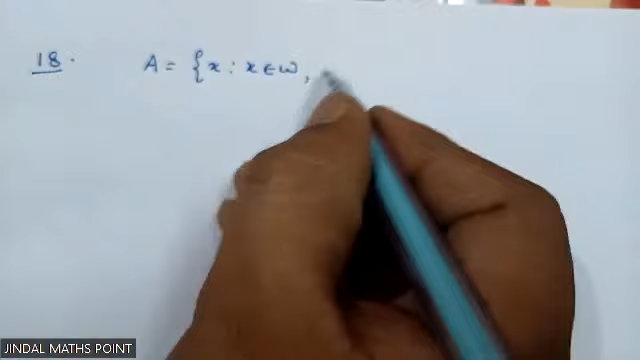 18. A = { x : x ∈ W,
JINDAL MATHS POINT